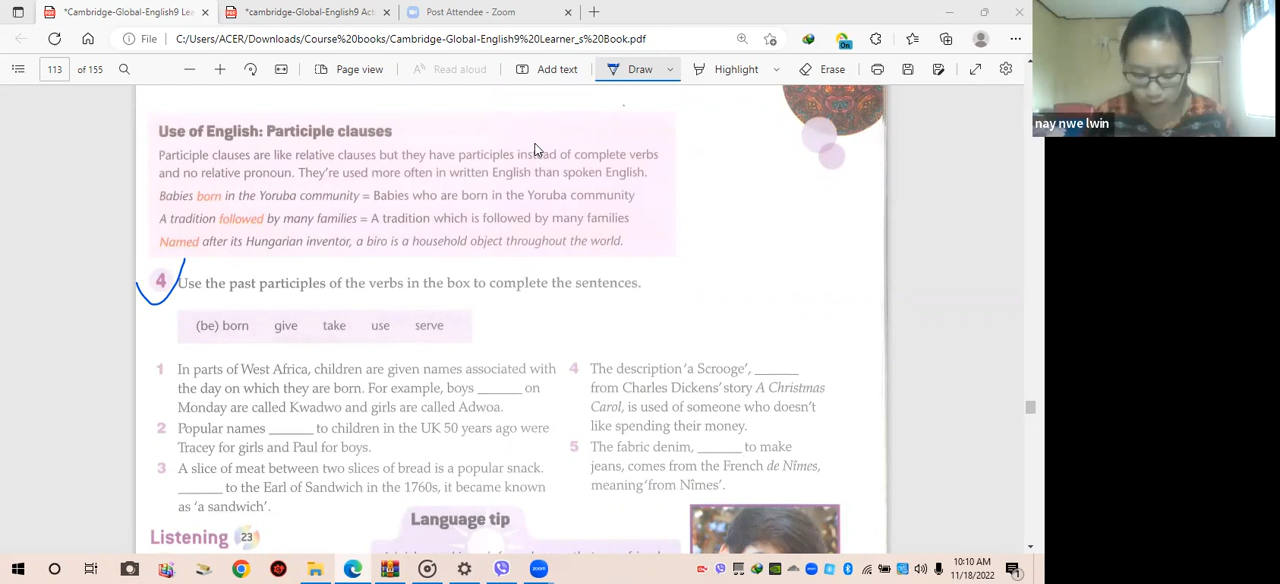 *Cambridge-Global-English9 Lea
*cambridge-Global-English9 Act
Post Attendee - Zoom
File
C:/Users/ACER/Downloads/Course%20books/Cambridge-Global-English9%20Learner_s%20Book.pdf
On
113 of 155
Page view
Read aloud
Add text
Draw
Highlight
Erase
nay nwe lwin
Use of English: Participle clauses
Participle clauses are like relative clauses but they have participles instead of complete verbs
and no relative pronoun. They're used more often in written English than spoken English.
Babies born in the Yoruba community = Babies who are born in the Yoruba community
A tradition followed by many families = A tradition which is followed by many families
Named after its Hungarian inventor, a biro is a household object throughout the world.
4 Use the past participles of the verbs in the box to complete the sentences.
(be) born give take use serve
1 In parts of West Africa, children are given names associated with
the day on which they are born. For example, boys ______ on
Monday are called Kwadwo and girls are called Adwoa.
2 Popular names ______ to children in the UK 50 years ago were
Tracey for girls and Paul for boys.
3 A slice of meat between two slices of bread is a popular snack.
______ to the Earl of Sandwich in the 1760s, it became known
as 'a sandwich'.
4 The description 'a Scrooge', ______
from Charles Dickens' story A Christmas
Carol, is used of someone who doesn't
like spending their money.
5 The fabric denim, ______ to make
jeans, comes from the French de Nîmes,
meaning 'from Nîmes'.
Listening 23
Language tip
10:10 AM
11/18/2022